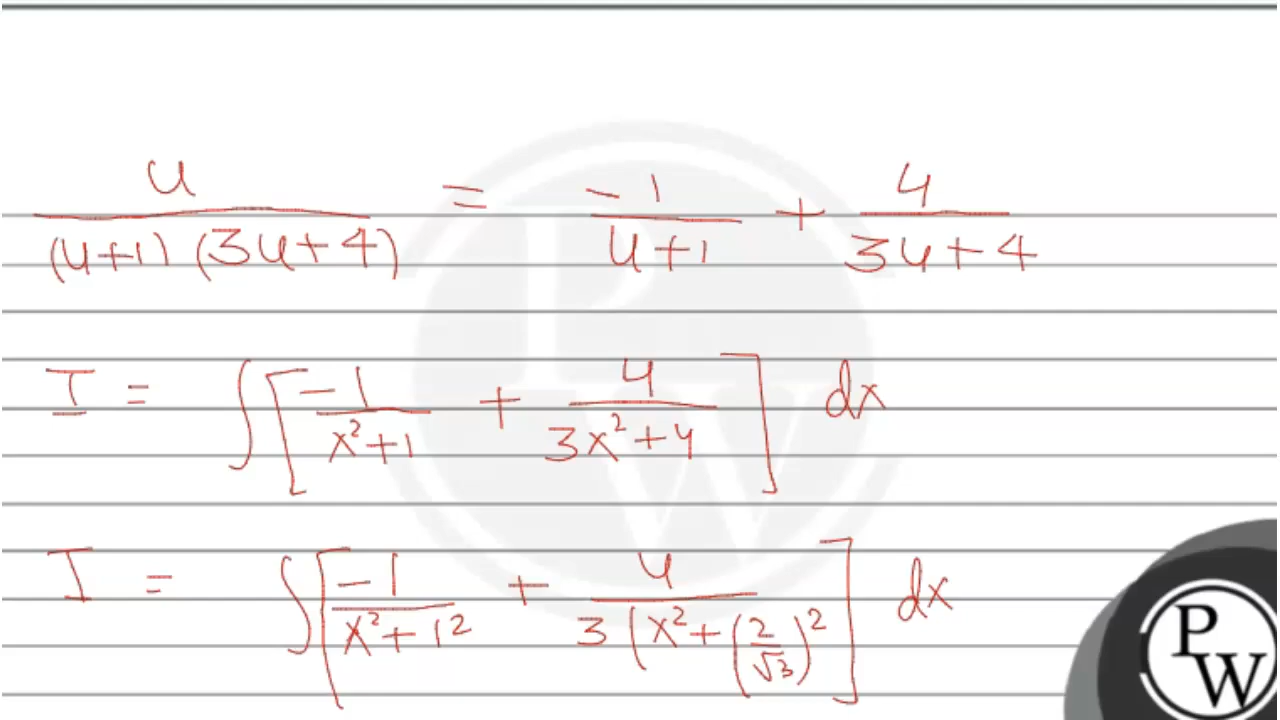 u/((u+1)(3u+4)) = -1/(u+1) + 4/(3u+4)
I = ∫[-1/(x²+1) + 4/(3x²+4)] dx
I = ∫[-1/(x²+1²) + 4/(3(x²+(2/√3)²] dx
P
W
P
W